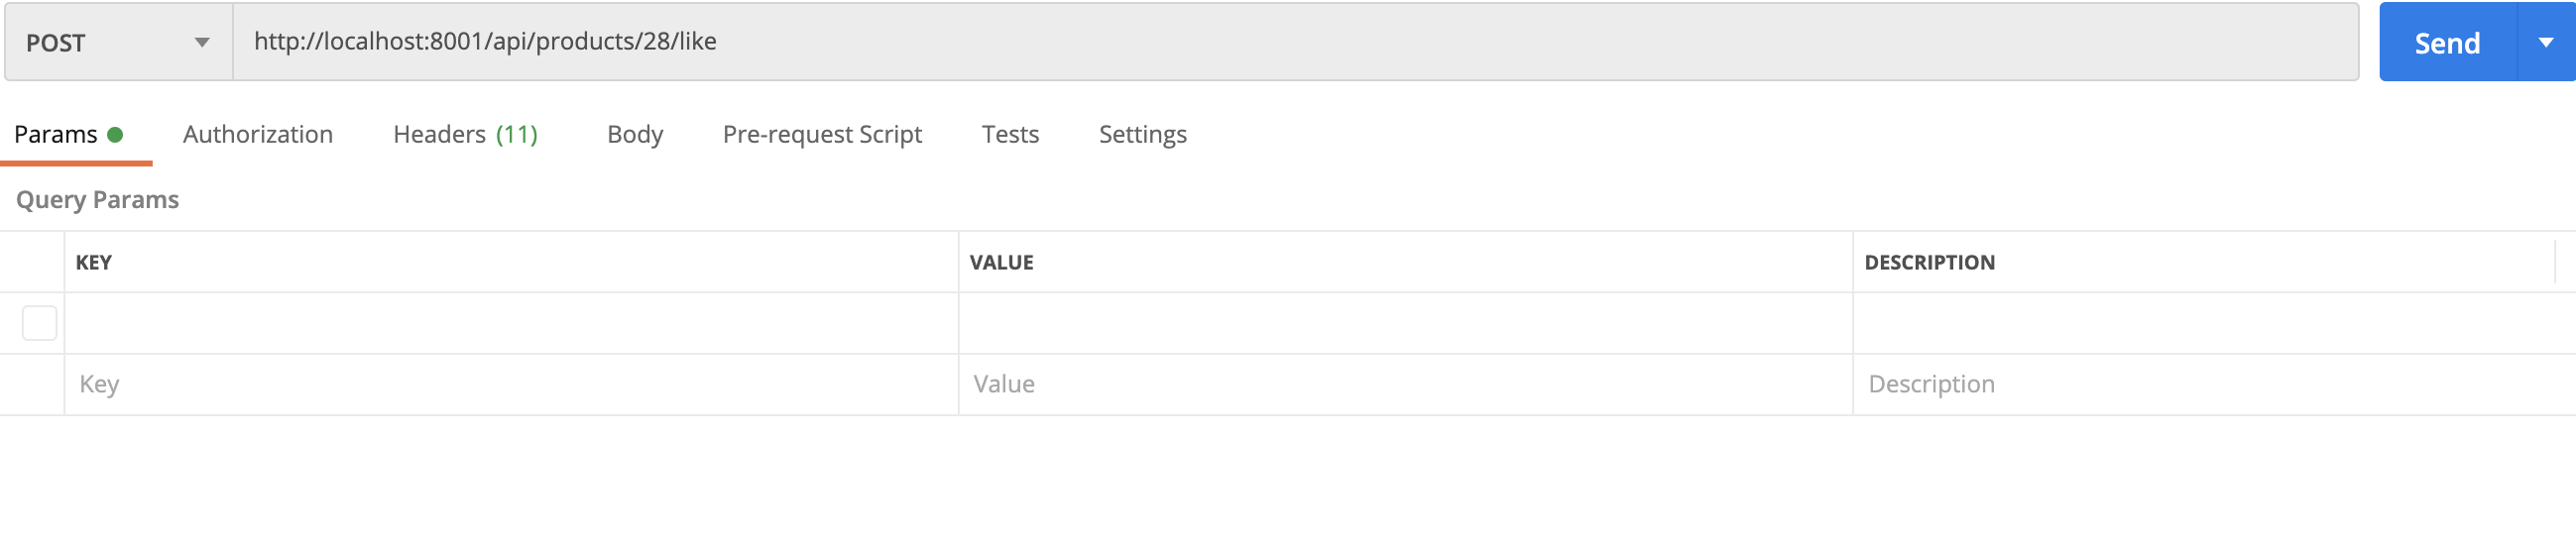 POST http://localhost:8001/api/products/28/like Send
Params Authorization Headers (11) Body Pre-request Script Tests Settings
Query Params
KEY VALUE DESCRIPTION
Key Value Description